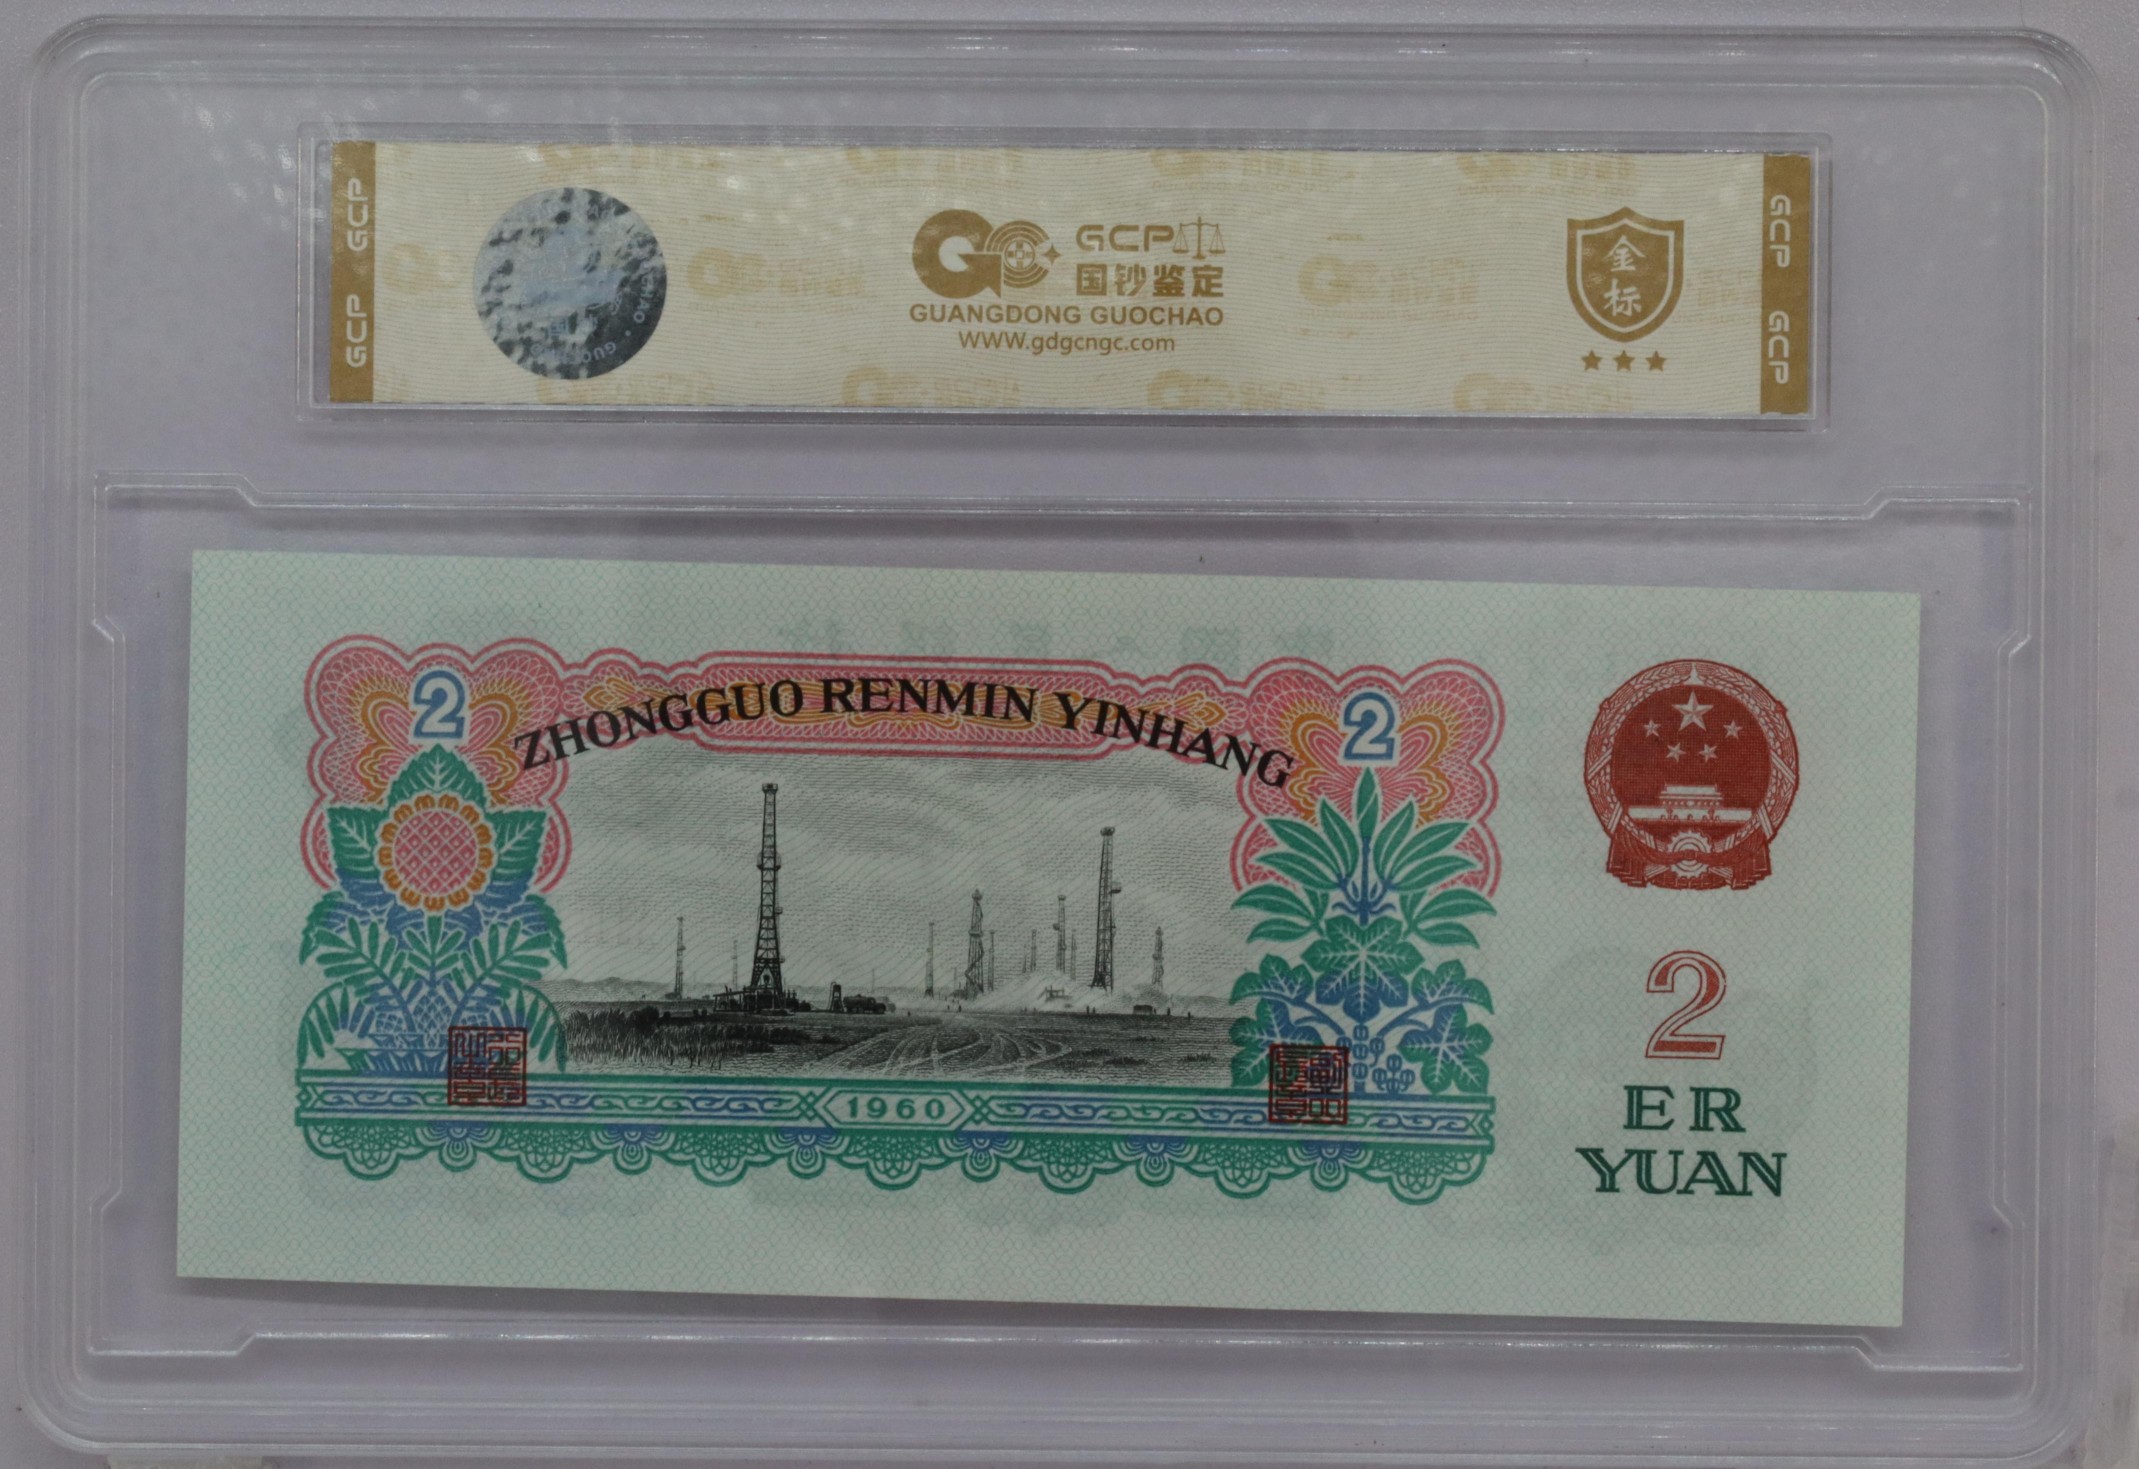 GCP GCP
GCP
国钞鉴定
GUANGDONG GUOCHAO
WWW.gdgcngc.com
金
标
GCP GCP
2
ZHONGGUO RENMIN YINHANG
2
1960
2
ER
YUAN